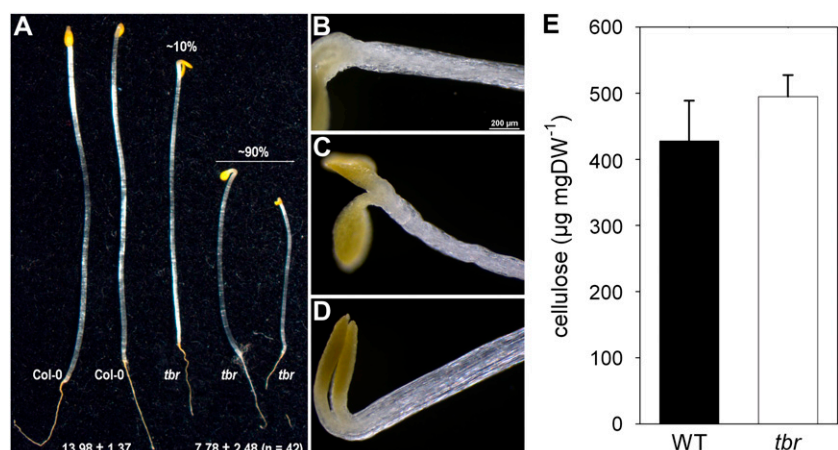 A
~10%
~90%
Col-0 Col-0 tbr tbr tbr
13.98 ± 1.37 7.78 ± 2.48 (n = 42)
B
200 µm
C
D
E
600
500
400
300
200
100
0
cellulose (µg mgDW⁻¹)
WT tbr